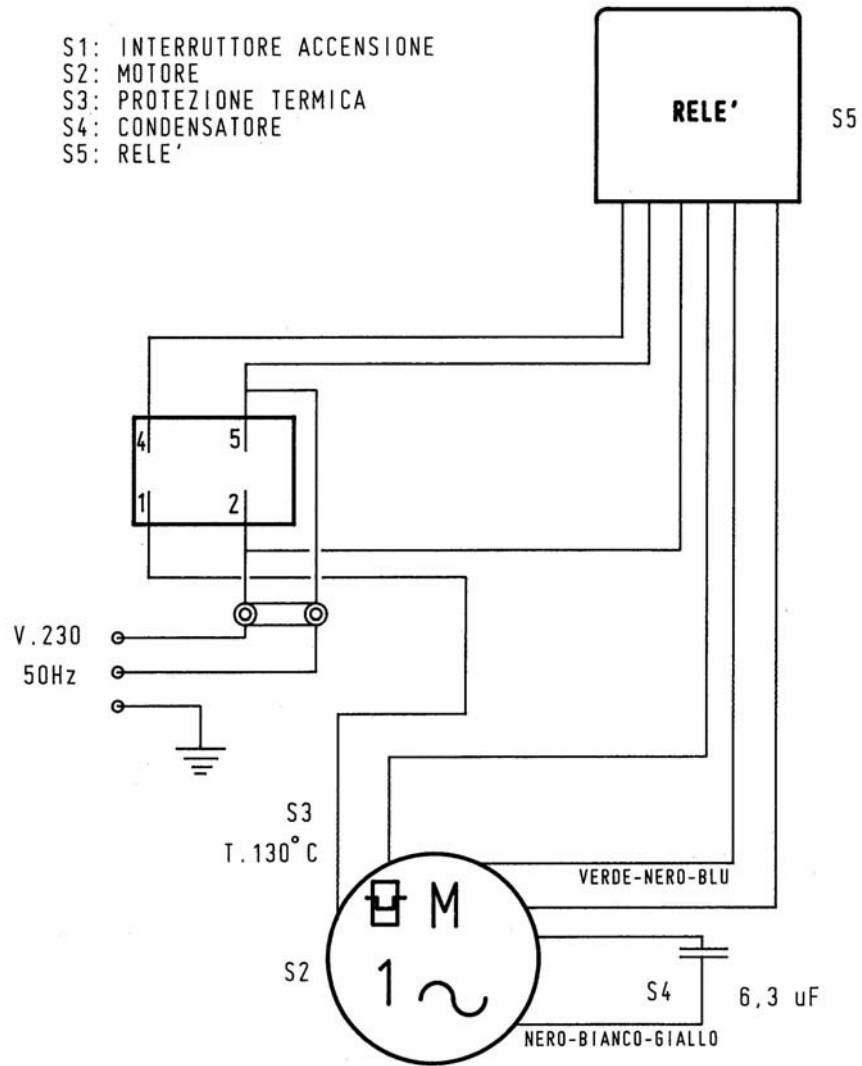 S1: INTERRUTTORE ACCENSIONE
S2: MOTORE
S3: PROTEZIONE TERMICA
S4: CONDENSATORE
S5: RELE'
RELE'
S5
4
5
1
2
V.230
50Hz
S3
T.130°C
VERDE-NERO-BLU
M
1
S2
S4
6,3 uF
NERO-BIANCO-GIALLO